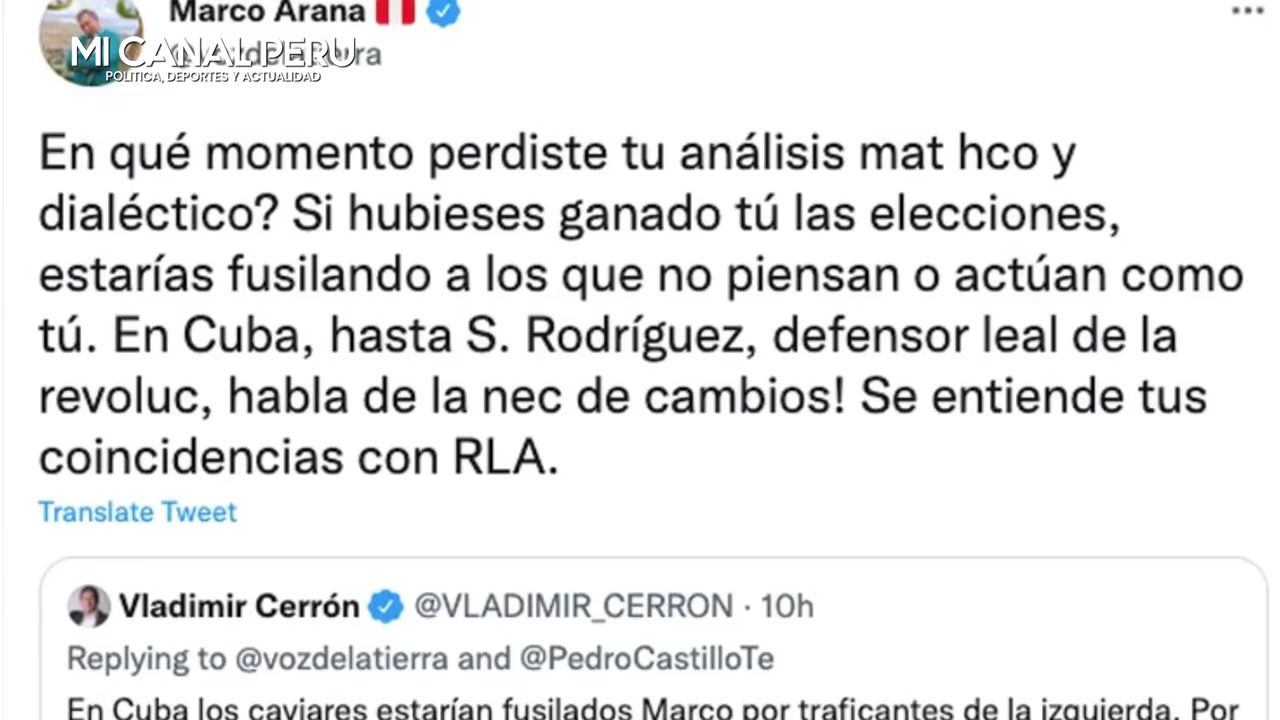 Marco Arana
MI CANAL PERU
POLITICA, DEPORTES Y ACTUALIDAD
En qué momento perdiste tu análisis mat hco y
dialéctico? Si hubieses ganado tú las elecciones,
estarías fusilando a los que no piensan o actúan como
tú. En Cuba, hasta S. Rodríguez, defensor leal de la
revoluc, habla de la nec de cambios! Se entiende tus
coincidencias con RLA.
Translate Tweet
Vladimir Cerrón @VLADIMIR_CERRON · 10h
Replying to @vozdelatierra and @PedroCastilloTe
En Cuba los caviares estarían fusilados Marco por traficantes de la izquierda. Por